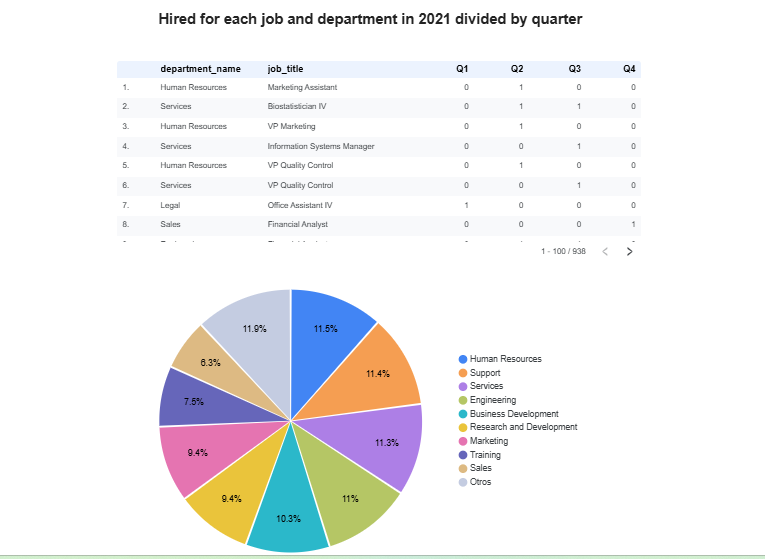 Hired for each job and department in 2021 divided by quarter
department_name job_title Q1 Q2 Q3 Q4
1. Human Resources Marketing Assistant 0 1 0 0
2. Services Biostatistician IV 0 1 1 0
3. Human Resources VP Marketing 0 1 0 0
4. Services Information Systems Manager 0 0 1 0
5. Human Resources VP Quality Control 0 1 0 0
6. Services VP Quality Control 0 0 1 0
7. Legal Office Assistant IV 1 0 0 0
8. Sales Financial Analyst 0 0 0 1
1 - 100 / 938 < >
11.9% 11.5%
6.3% 11.4%
7.5%
9.4% 11.3%
9.4% 11%
10.3%
Human Resources
Support
Services
Engineering
Business Development
Research and Development
Marketing
Training
Sales
Otros